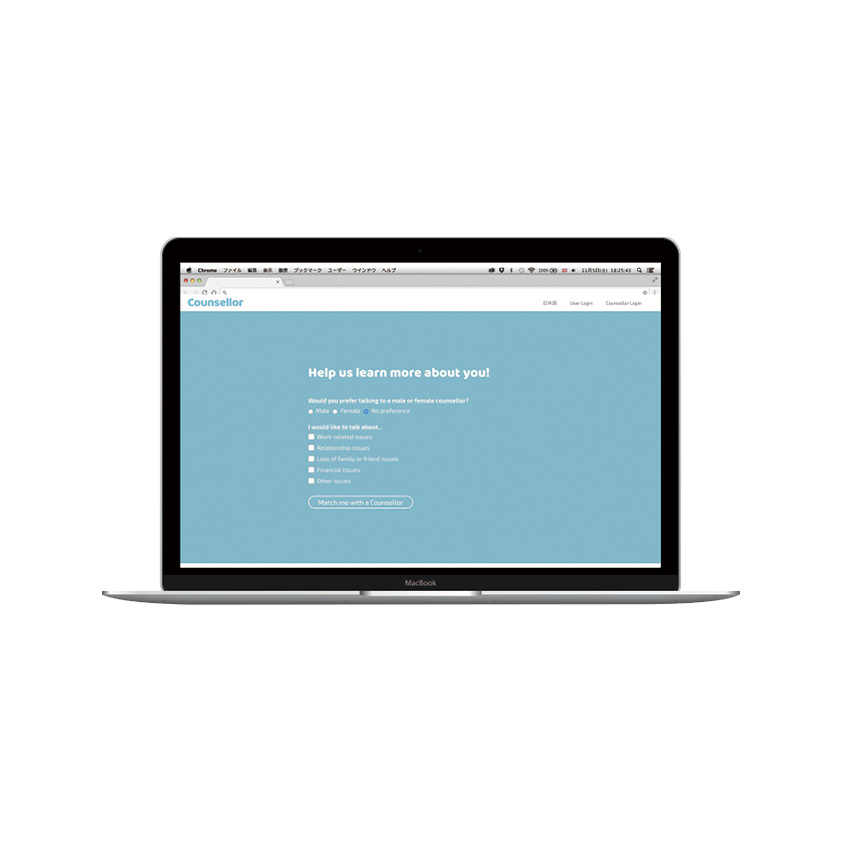 Chrome ファイル 編集 表示 履歴 ブックマーク ユーザー ウインドウ ヘルプ 100% 11月5日(土) 13:25:43
Counsellor 日本語 User Login Counsellor Login
Help us learn more about you!
Would you prefer talking to a male or female counsellor?
Male Female No preference
I would like to talk about...
Work-related issues
Relationship issues
Loss of family or friend issues
Financial issues
Other issues
Match me with a Counsellor
MacBook